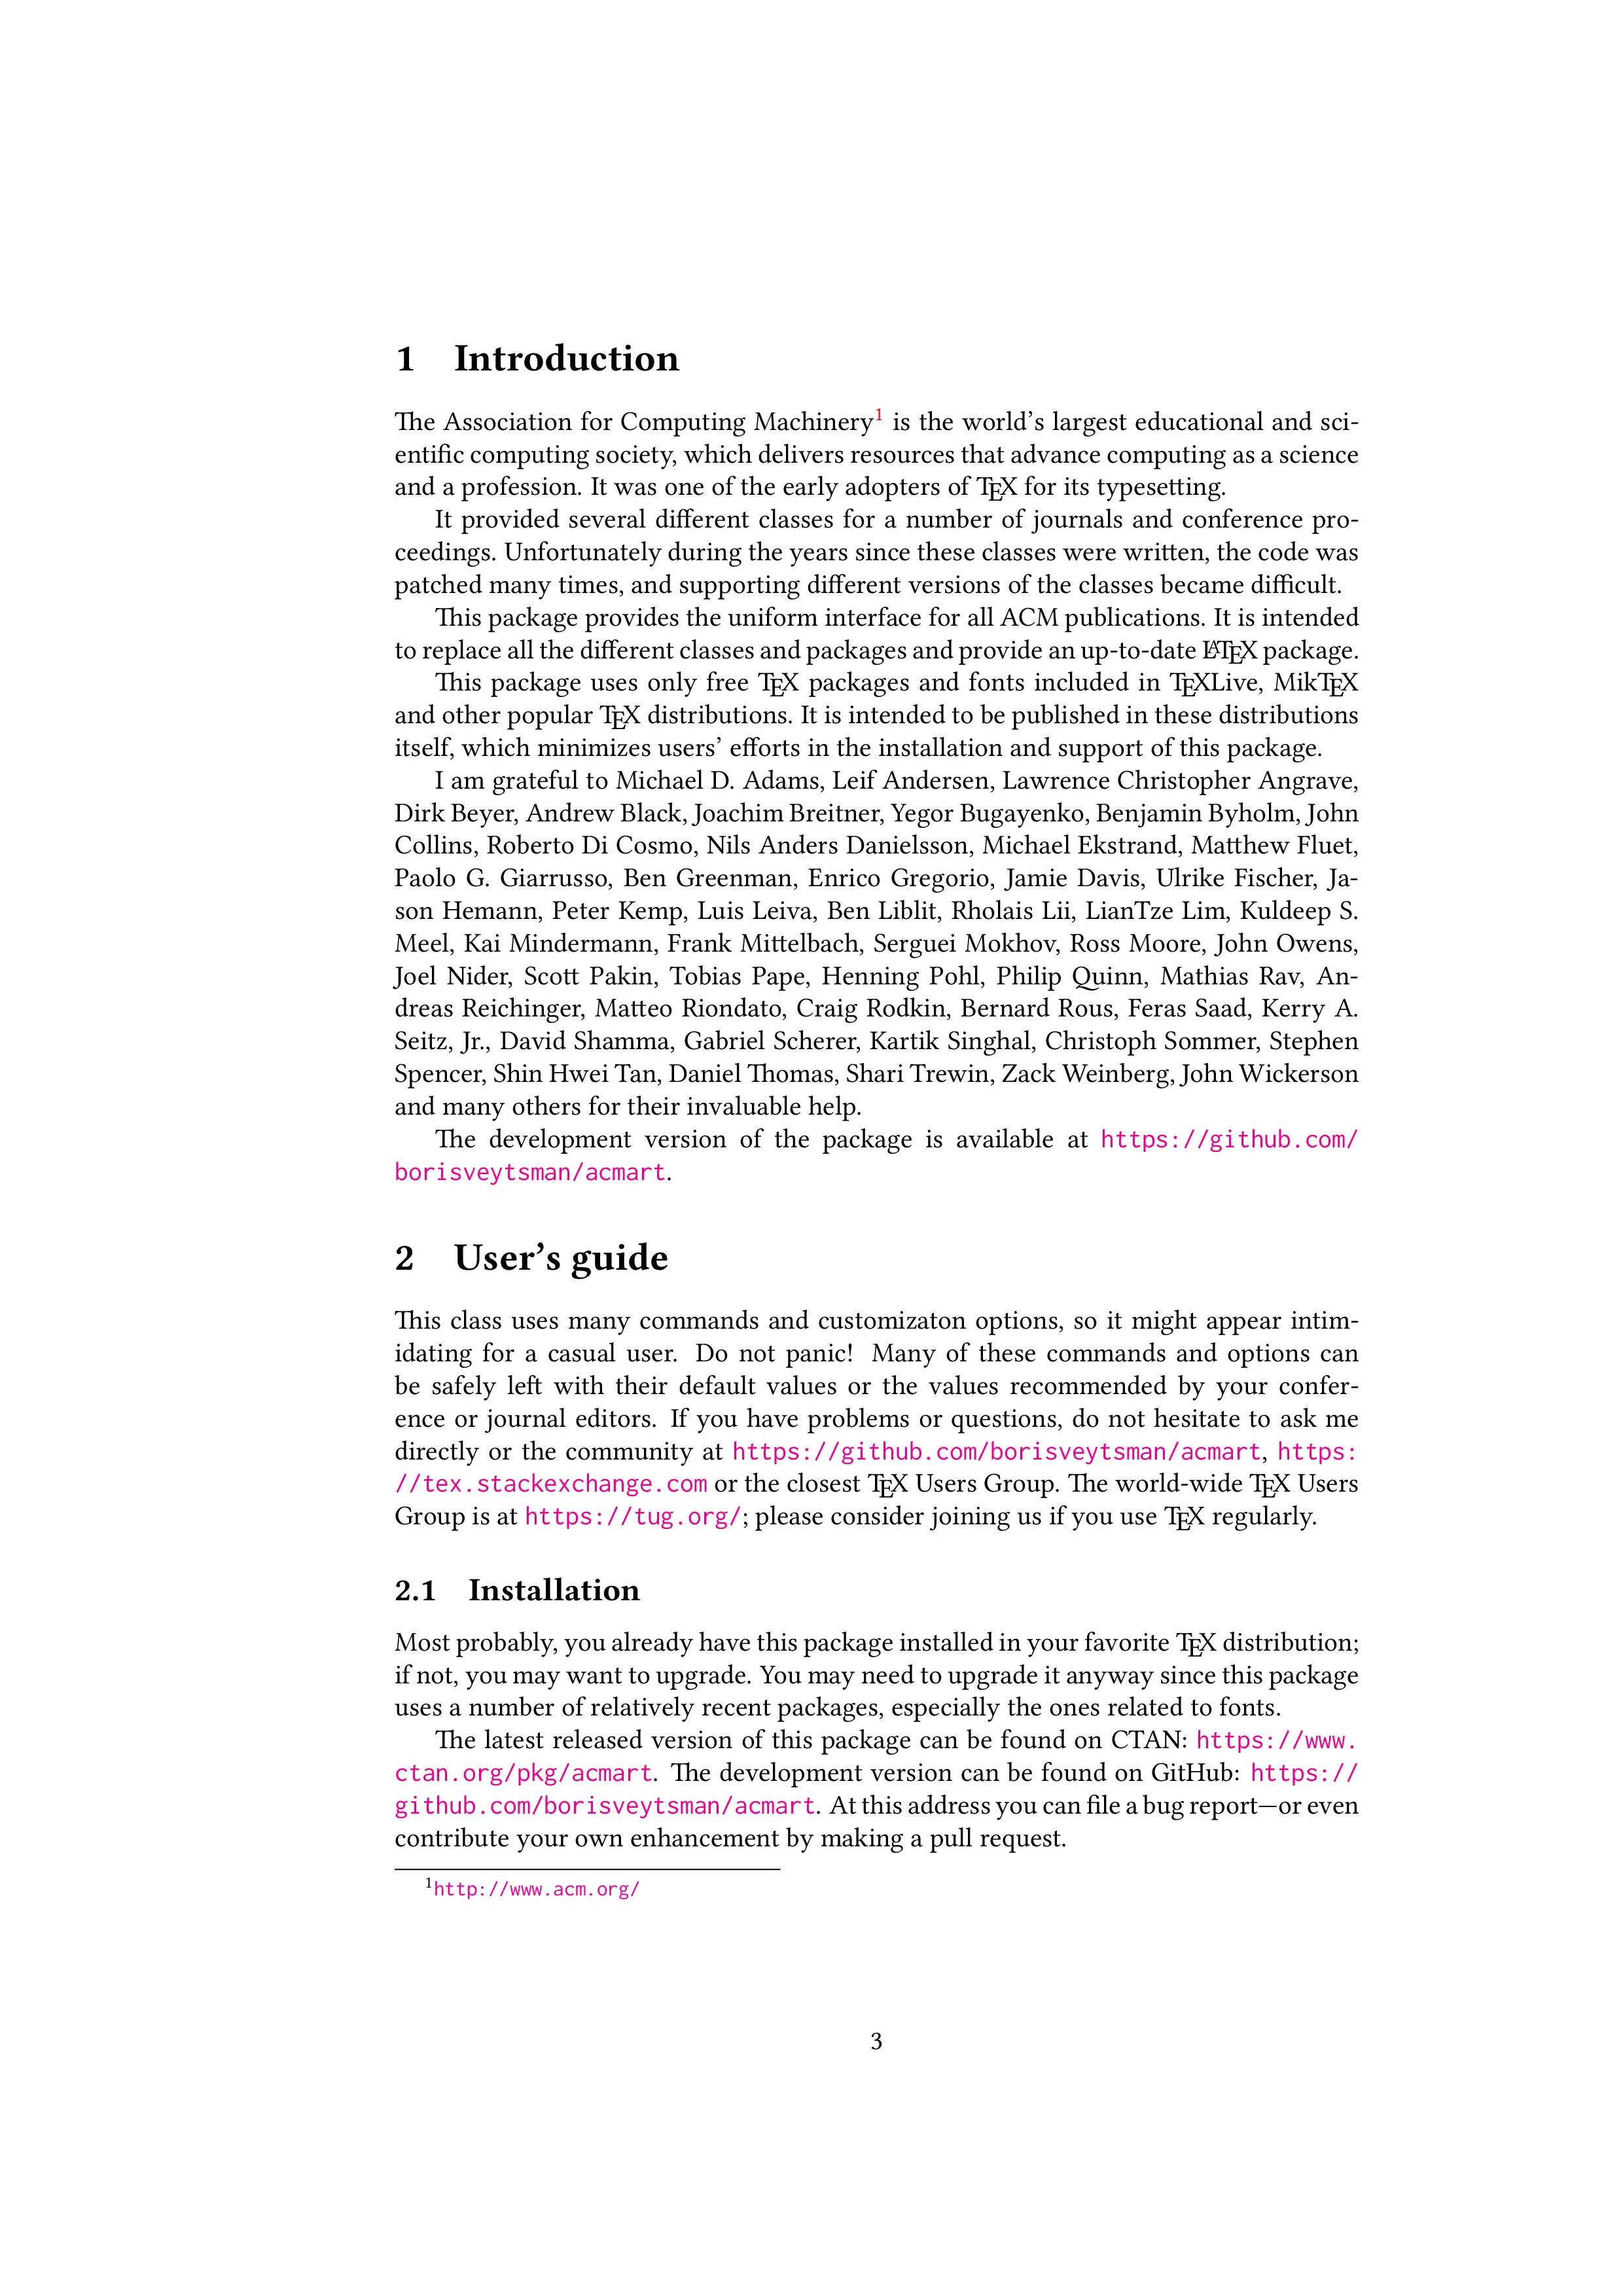 1 Introduction
The Association for Computing Machinery1 is the world's largest educational and sci-
entific computing society, which delivers resources that advance computing as a science
and a profession. It was one of the early adopters of TEX for its typesetting.
It provided several different classes for a number of journals and conference pro-
ceedings. Unfortunately during the years since these classes were written, the code was
patched many times, and supporting different versions of the classes became difficult.
This package provides the uniform interface for all ACM publications. It is intended
to replace all the different classes and packages and provide an up-to-date LATEX package.
This package uses only free TEX packages and fonts included in TEXLive, MikTEX
and other popular TEX distributions. It is intended to be published in these distributions
itself, which minimizes users' efforts in the installation and support of this package.
I am grateful to Michael D. Adams, Leif Andersen, Lawrence Christopher Angrave,
Dirk Beyer, Andrew Black, Joachim Breitner, Yegor Bugayenko, Benjamin Byholm, John
Collins, Roberto Di Cosmo, Nils Anders Danielsson, Michael Ekstrand, Matthew Fluet,
Paolo G. Giarrusso, Ben Greenman, Enrico Gregorio, Jamie Davis, Ulrike Fischer, Ja-
son Hemann, Peter Kemp, Luis Leiva, Ben Liblit, Rholais Lii, LianTze Lim, Kuldeep S.
Meel, Kai Mindermann, Frank Mittelbach, Serguei Mokhov, Ross Moore, John Owens,
Joel Nider, Scott Pakin, Tobias Pape, Henning Pohl, Philip Quinn, Mathias Rav, An-
dreas Reichinger, Matteo Riondato, Craig Rodkin, Bernard Rous, Feras Saad, Kerry A.
Seitz, Jr., David Shamma, Gabriel Scherer, Kartik Singhal, Christoph Sommer, Stephen
Spencer, Shin Hwei Tan, Daniel Thomas, Shari Trewin, Zack Weinberg, John Wickerson
and many others for their invaluable help.
The development version of the package is available at https://github.com/
borisveytsman/acmart.
2 User's guide
This class uses many commands and customizaton options, so it might appear intim-
idating for a casual user. Do not panic! Many of these commands and options can
be safely left with their default values or the values recommended by your confer-
ence or journal editors. If you have problems or questions, do not hesitate to ask me
directly or the community at https://github.com/borisveytsman/acmart, https:
//tex.stackexchange.com or the closest TEX Users Group. The world-wide TEX Users
Group is at https://tug.org/; please consider joining us if you use TEX regularly.
2.1 Installation
Most probably, you already have this package installed in your favorite TEX distribution;
if not, you may want to upgrade. You may need to upgrade it anyway since this package
uses a number of relatively recent packages, especially the ones related to fonts.
The latest released version of this package can be found on CTAN: https://www.
ctan.org/pkg/acmart. The development version can be found on GitHub: https://
github.com/borisveytsman/acmart. At this address you can file a bug report—or even
contribute your own enhancement by making a pull request.
1http://www.acm.org/
3